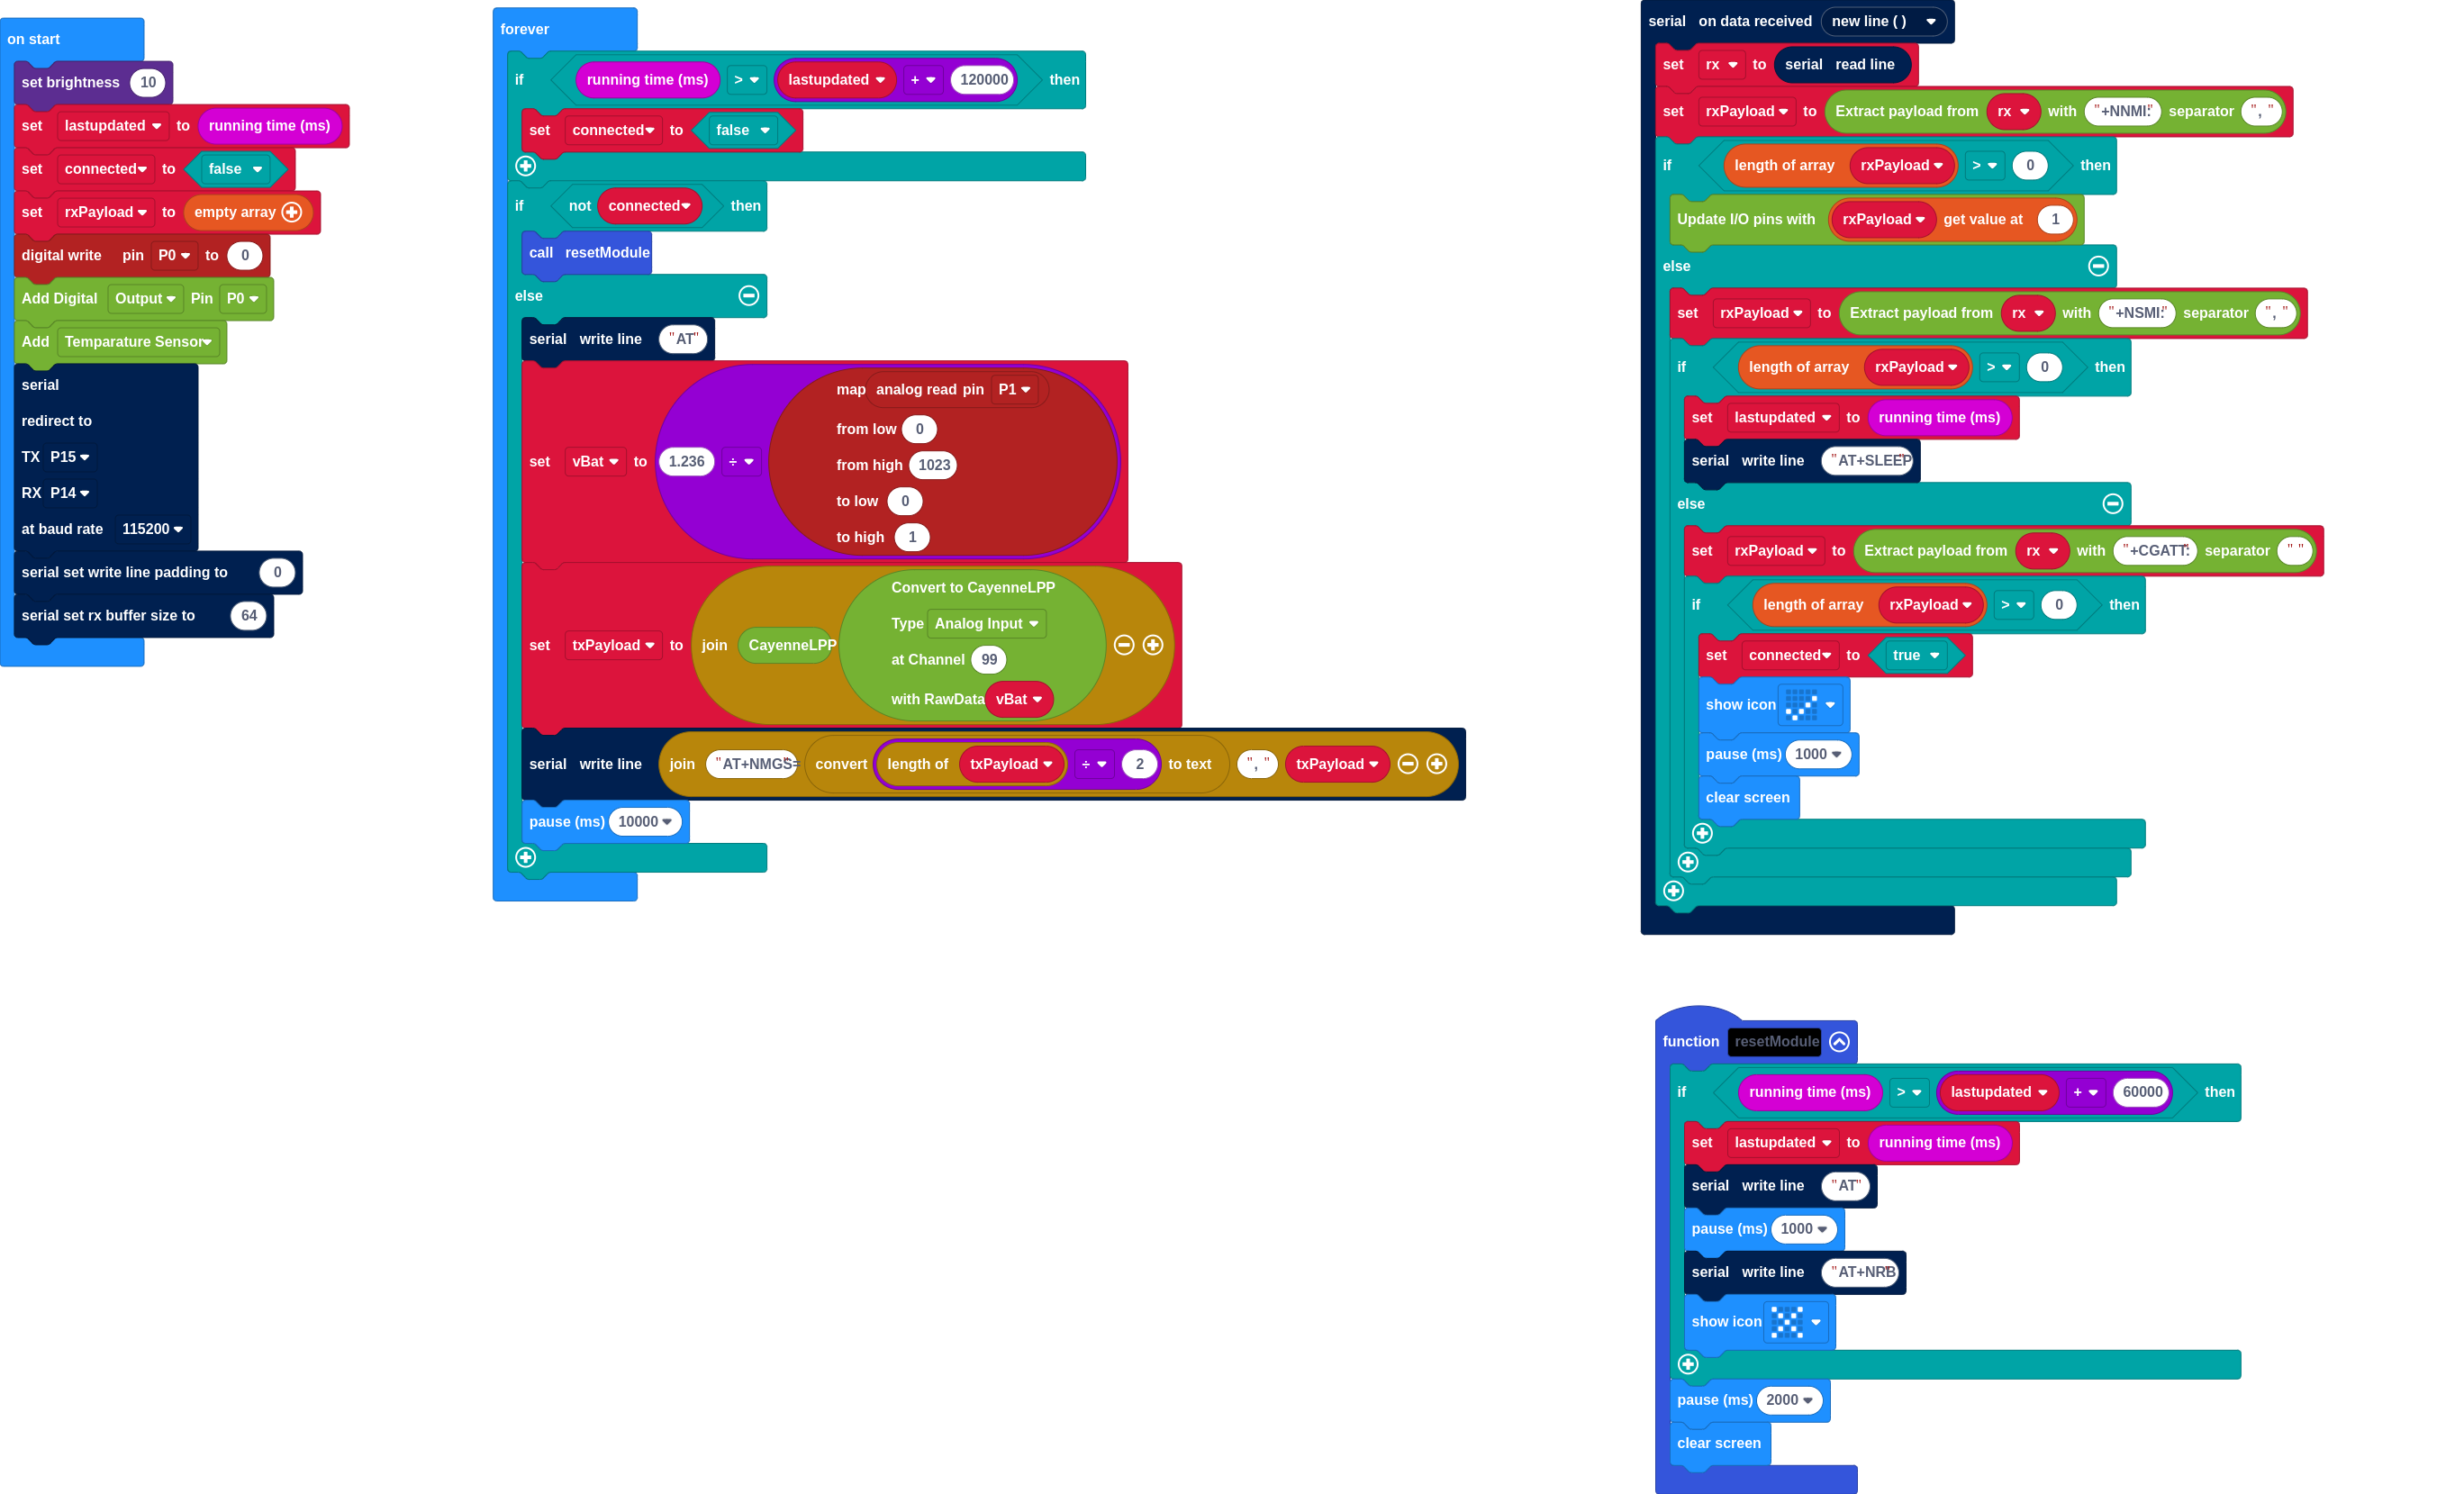 on start
set brightness 10
set lastupdated to running time (ms)
set connected to false
set rxPayload to empty array
digital write pin P0 to 0
Add Digital Output Pin P0
Add Temparature Sensor
serial
redirect to
TX P15
RX P14
at baud rate 115200
serial set write line padding to 0
serial set rx buffer size to 64
forever
if running time (ms) > lastupdated + 120000 then
set connected to false
if not connected then
call resetModule
else
serial write line "AT"
set vBat to 1.236 ÷ map analog read pin P1
from low 0
from high 1023
to low 0
to high 1
set txPayload to join CayenneLPP Convert to CayenneLPP
Type Analog Input
at Channel 99
with RawData vBat
serial write line join "AT+NMGS=" convert length of txPayload ÷ 2 to text "," txPayload
pause (ms) 10000
serial on data received new line ( )
set rx to serial read line
set rxPayload to Extract payload from rx with "+NNMI:" separator ","
if length of array rxPayload > 0 then
Update I/O pins with rxPayload get value at 1
else
set rxPayload to Extract payload from rx with "+NSMI:" separator ","
if length of array rxPayload > 0 then
set lastupdated to running time (ms)
serial write line "AT+SLEEP"
else
set rxPayload to Extract payload from rx with "+CGATT:" separator " "
if length of array rxPayload > 0 then
set connected to true
show icon
pause (ms) 1000
clear screen
function resetModule
if running time (ms) > lastupdated + 60000 then
set lastupdated to running time (ms)
serial write line "AT"
pause (ms) 1000
serial write line "AT+NRB"
show icon
pause (ms) 2000
clear screen